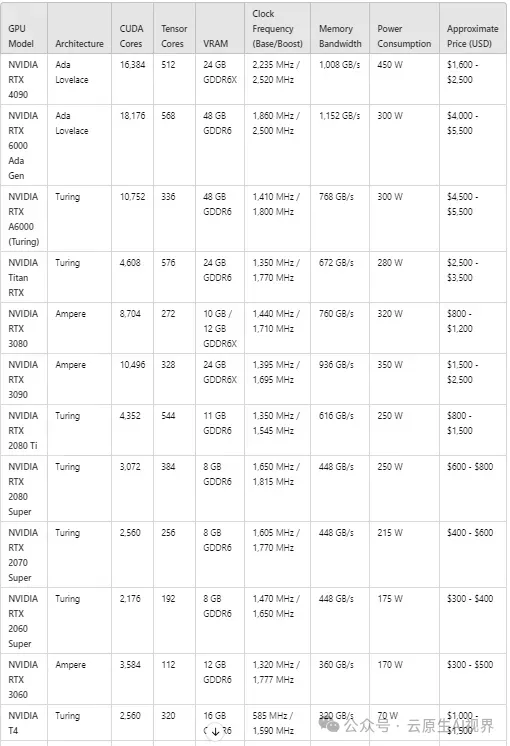 Clock
GPU CUDA Tensor Frequency Memory Power Approximate
Model Architecture Cores Cores VRAM (Base/Boost) Bandwidth Consumption Price (USD)
NVIDIA Ada 16,384 512 24 GB 2,235 MHz / 1,008 GB/s 450 W $1,600 -
RTX Lovelace GDDR6X 2,520 MHz $2,500
4090
NVIDIA Ada 18,176 568 48 GB 1,860 MHz / 1,152 GB/s 300 W $4,000 -
RTX Lovelace GDDR6 2,500 MHz $5,500
6000
Ada
Gen
NVIDIA Turing 10,752 336 48 GB 1,410 MHz / 768 GB/s 300 W $4,500 -
RTX GDDR6 1,800 MHz $5,500
A6000
(Turing)
NVIDIA Turing 4,608 576 24 GB 1,350 MHz / 672 GB/s 280 W $2,500 -
Titan GDDR6 1,770 MHz $3,500
RTX
NVIDIA Ampere 8,704 272 10 GB / 1,440 MHz / 760 GB/s 320 W $800 -
RTX 12 GB 1,710 MHz $1,200
3080 GDDR6X
NVIDIA Ampere 10,496 328 24 GB 1,395 MHz / 936 GB/s 350 W $1,500 -
RTX GDDR6X 1,695 MHz $2,500
3090
NVIDIA Turing 4,352 544 11 GB 1,350 MHz / 616 GB/s 250 W $800 -
RTX GDDR6 1,545 MHz $1,500
2080 Ti
NVIDIA Turing 3,072 384 8 GB 1,650 MHz / 448 GB/s 250 W $600 - $800
RTX GDDR6 1,815 MHz
2080
Super
NVIDIA Turing 2,560 256 8 GB 1,605 MHz / 448 GB/s 215 W $400 - $600
RTX GDDR6 1,770 MHz
2070
Super
NVIDIA Turing 2,176 192 8 GB 1,470 MHz / 448 GB/s 175 W $300 - $400
RTX GDDR6 1,650 MHz
2060
Super
NVIDIA Ampere 3,584 112 12 GB 1,320 MHz / 360 GB/s 170 W $300 - $500
RTX GDDR6 1,777 MHz
3060
NVIDIA Turing 2,560 320 16 GB 585 MHz / 320 GB/s 70 W $1,000 -
T4 1,590 MHz $1,500
公众号 · 云原生AI视界